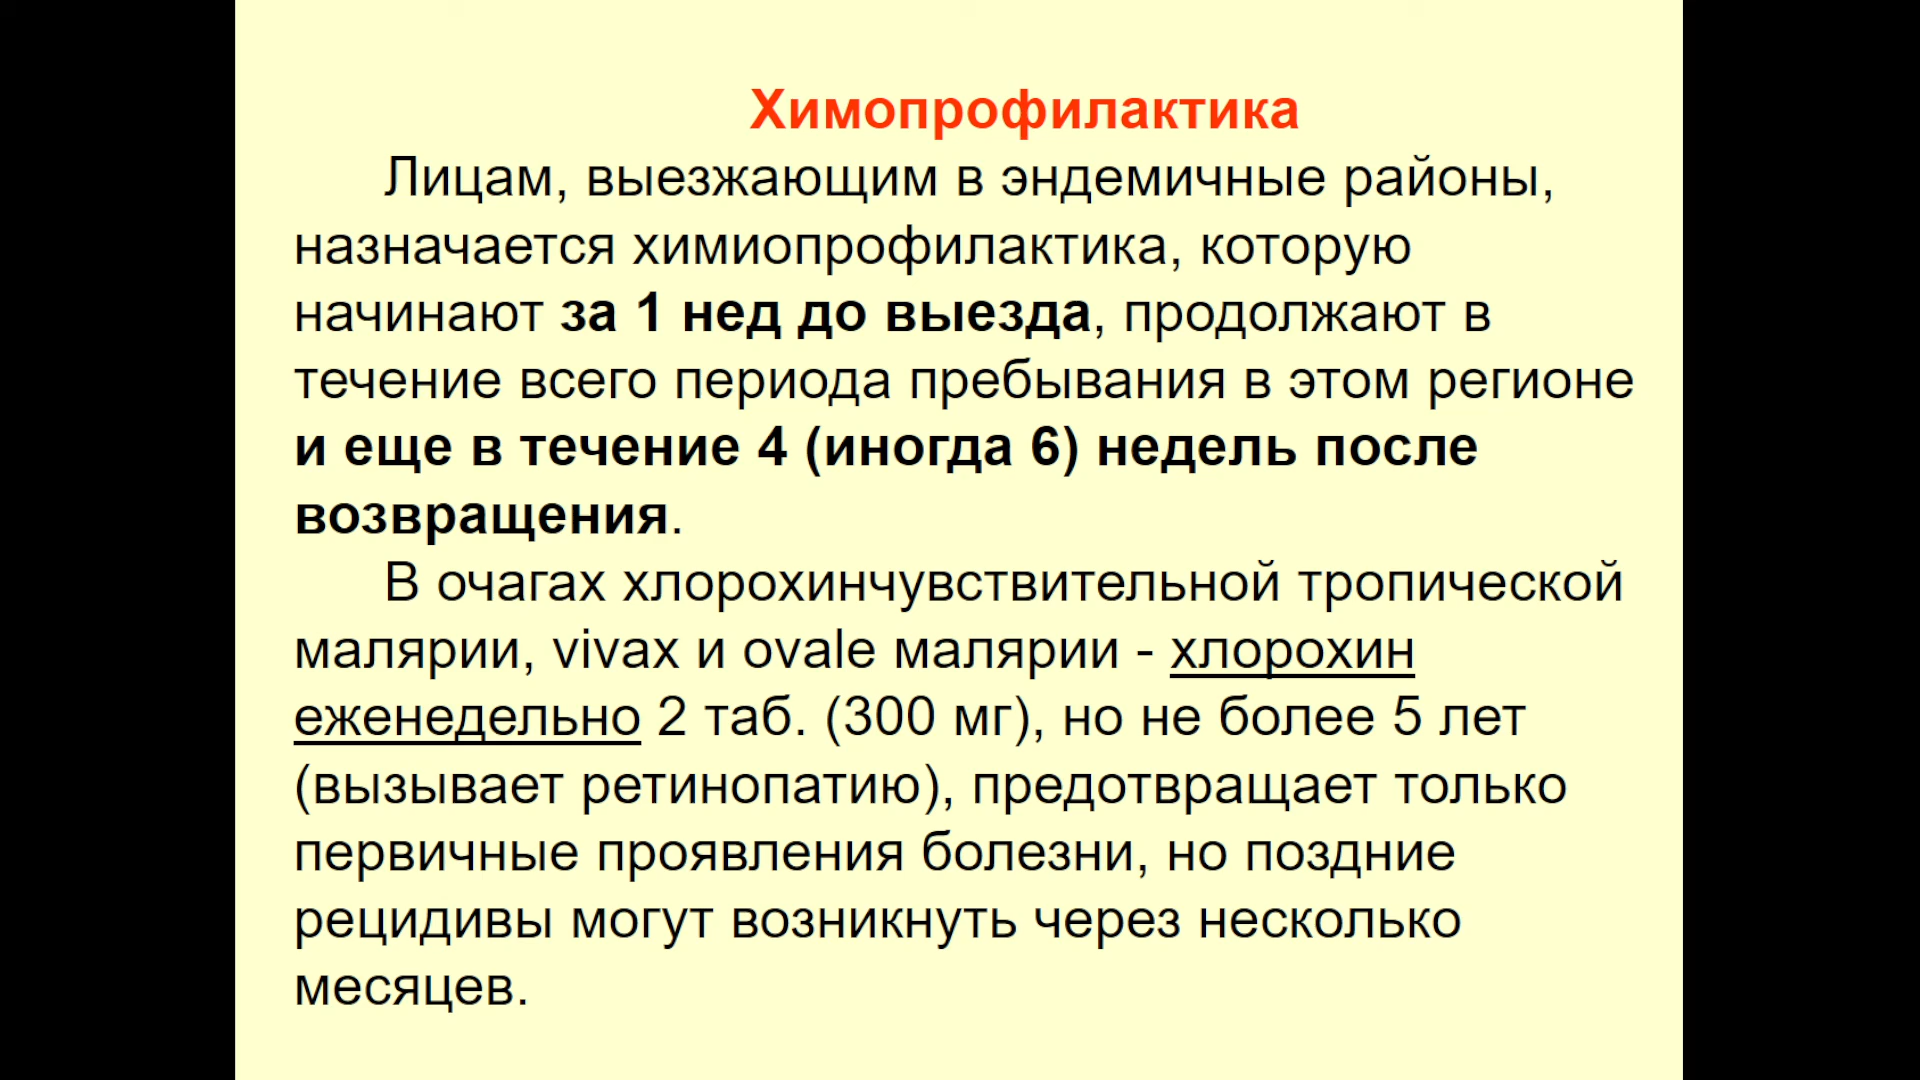 Химопрофилактика
Лицам, выезжающим в эндемичные районы,
назначается химиопрофилактика, которую
начинают за 1 нед до выезда, продолжают в
течение всего периода пребывания в этом регионе
и еще в течение 4 (иногда 6) недель после
возвращения.
В очагах хлорохинчувствительной тропической
малярии, vivax и ovale малярии - хлорохин
еженедельно 2 таб. (300 мг), но не более 5 лет
(вызывает ретинопатию), предотвращает только
первичные проявления болезни, но поздние
рецидивы могут возникнуть через несколько
месяцев.